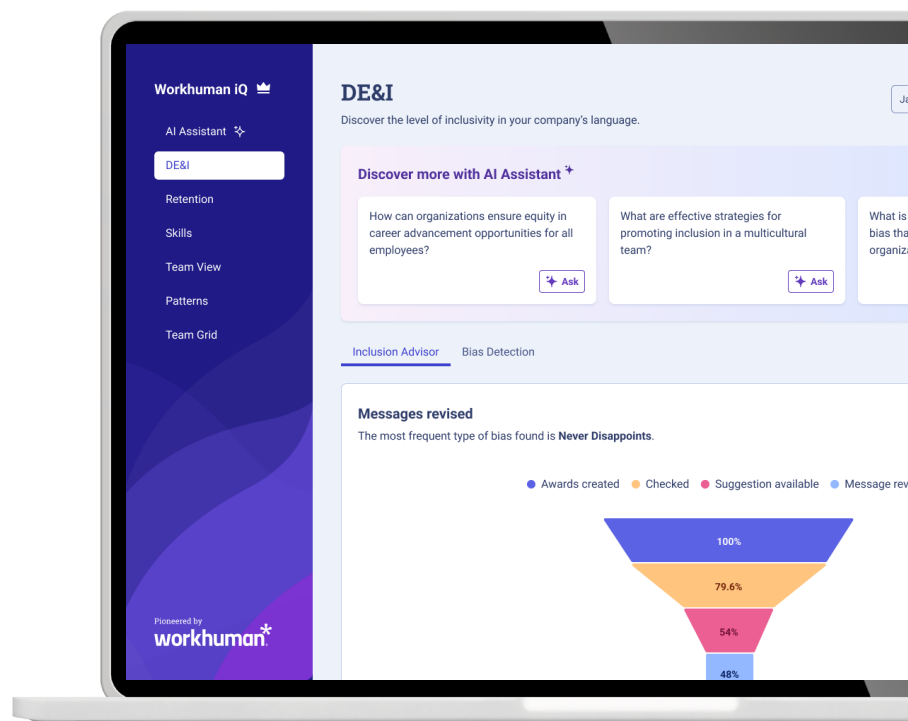 Workhuman iQ
AI Assistant
DE&I
Retention
Skills
Team View
Patterns
Team Grid
Pioneered by
workhuman*
DE&I
Discover the level of inclusivity in your company's language.
Ja
Discover more with AI Assistant
How can organizations ensure equity in
career advancement opportunities for all
employees?
Ask
What are effective strategies for
promoting inclusion in a multicultural
team?
Ask
What is
bias tha
organiza
Inclusion Advisor
Bias Detection
Messages revised
The most frequent type of bias found is Never Disappoints.
Awards created Checked Suggestion available Message rev
100%
79.6%
54%
48%